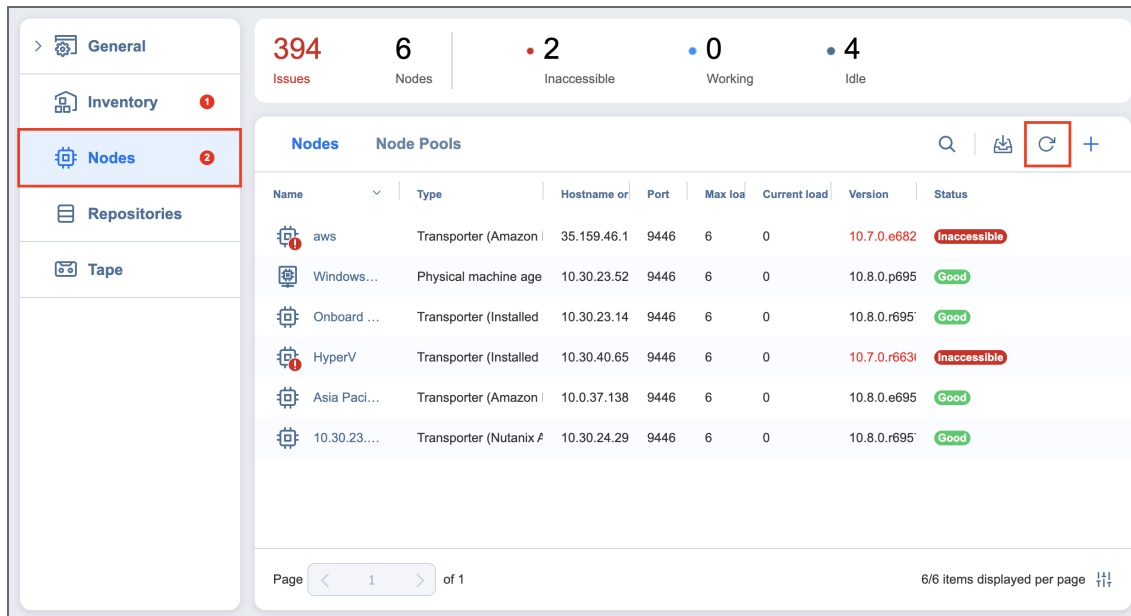 General
Inventory 1
Nodes 2
Repositories
Tape
394 6 2 0 4
Issues Nodes Inaccessible Working Idle
Nodes Node Pools
Name Type Hostname or Port Max loa Current load Version Status
aws Transporter (Amazon 35.159.46.1 9446 6 0 10.7.0.e682 Inaccessible
Windows... Physical machine age 10.30.23.52 9446 6 0 10.8.0.p695 Good
Onboard ... Transporter (Installed 10.30.23.14 9446 6 0 10.8.0.r695 Good
HyperV Transporter (Installed 10.30.40.65 9446 6 0 10.7.0.r663 Inaccessible
Asia Paci... Transporter (Amazon 10.0.37.138 9446 6 0 10.8.0.e695 Good
10.30.23.... Transporter (Nutanix A 10.30.24.29 9446 6 0 10.8.0.r695 Good
Page 1 of 1 6/6 items displayed per page